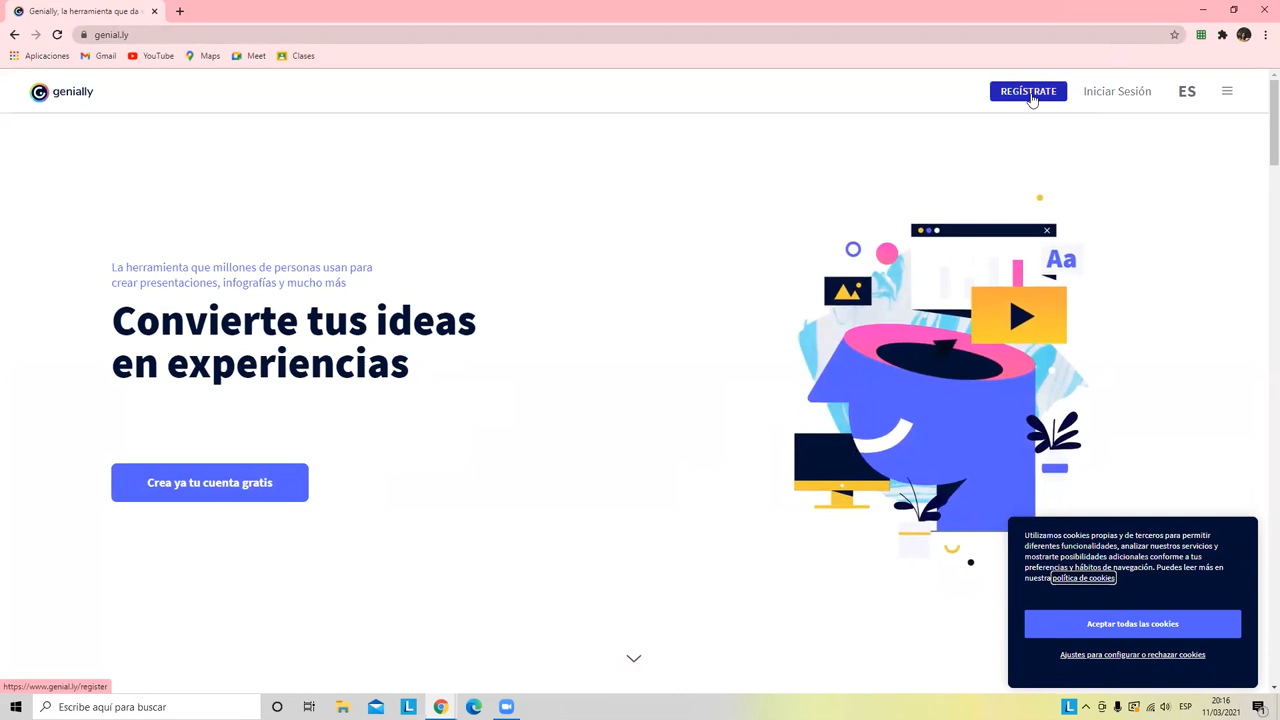 Genially, la herramienta que da
genial.ly
Aplicaciones Gmail YouTube Maps Meet Clases
genially
REGÍSTRATE Iniciar Sesión ES
La herramienta que millones de personas usan para
crear presentaciones, infografías y mucho más
Convierte tus ideas
en experiencias
Crea ya tu cuenta gratis
Aa
Utilizamos cookies propias y de terceros para permitir
diferentes funcionalidades, analizar nuestros servicios y
mostrarte posibilidades adicionales conforme a tus
preferencias y hábitos de navegación. Puedes leer más en
nuestra política de cookies
Aceptar todas las cookies
Ajustes para configurar o rechazar cookies
https://www.genial.ly/register
Escribe aquí para buscar
L
L
ESP
20:16
11/03/2021
1